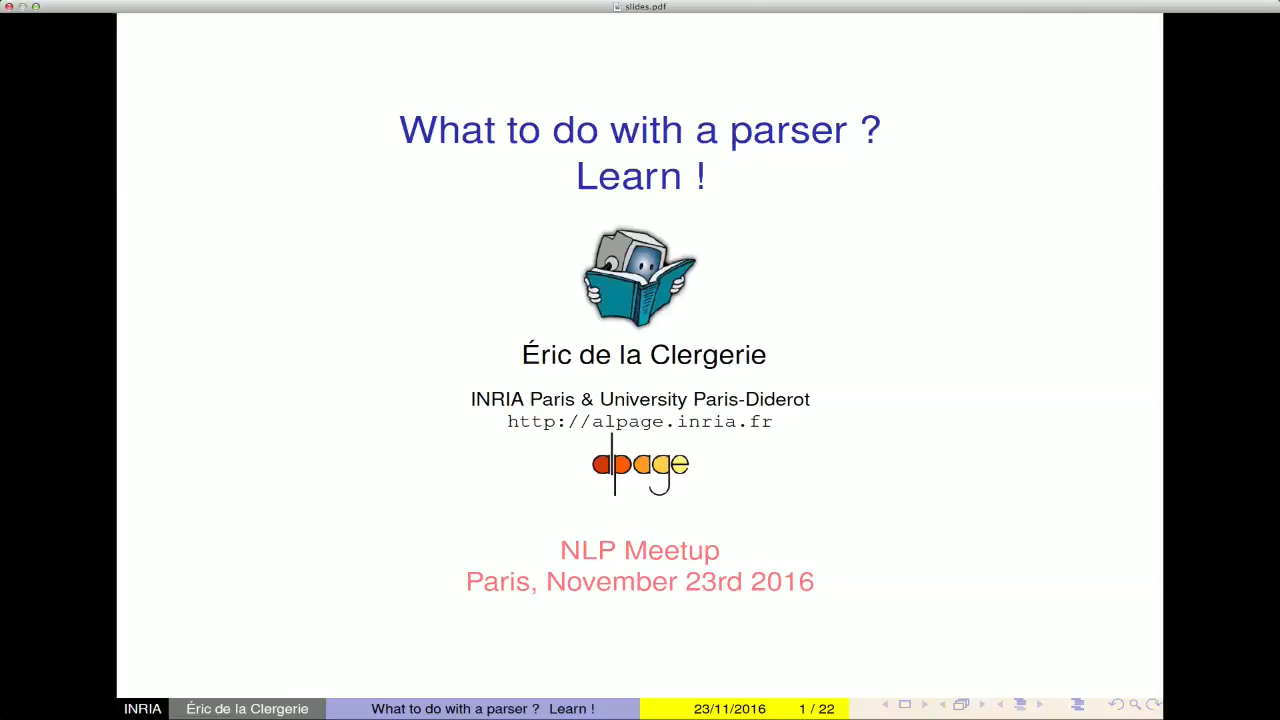 slides.pdf
What to do with a parser ?
Learn !
Éric de la Clergerie
INRIA Paris & University Paris-Diderot
http://alpage.inria.fr
alpage
NLP Meetup
Paris, November 23rd 2016
INRIA Éric de la Clergerie What to do with a parser ? Learn ! 23/11/2016 1 / 22